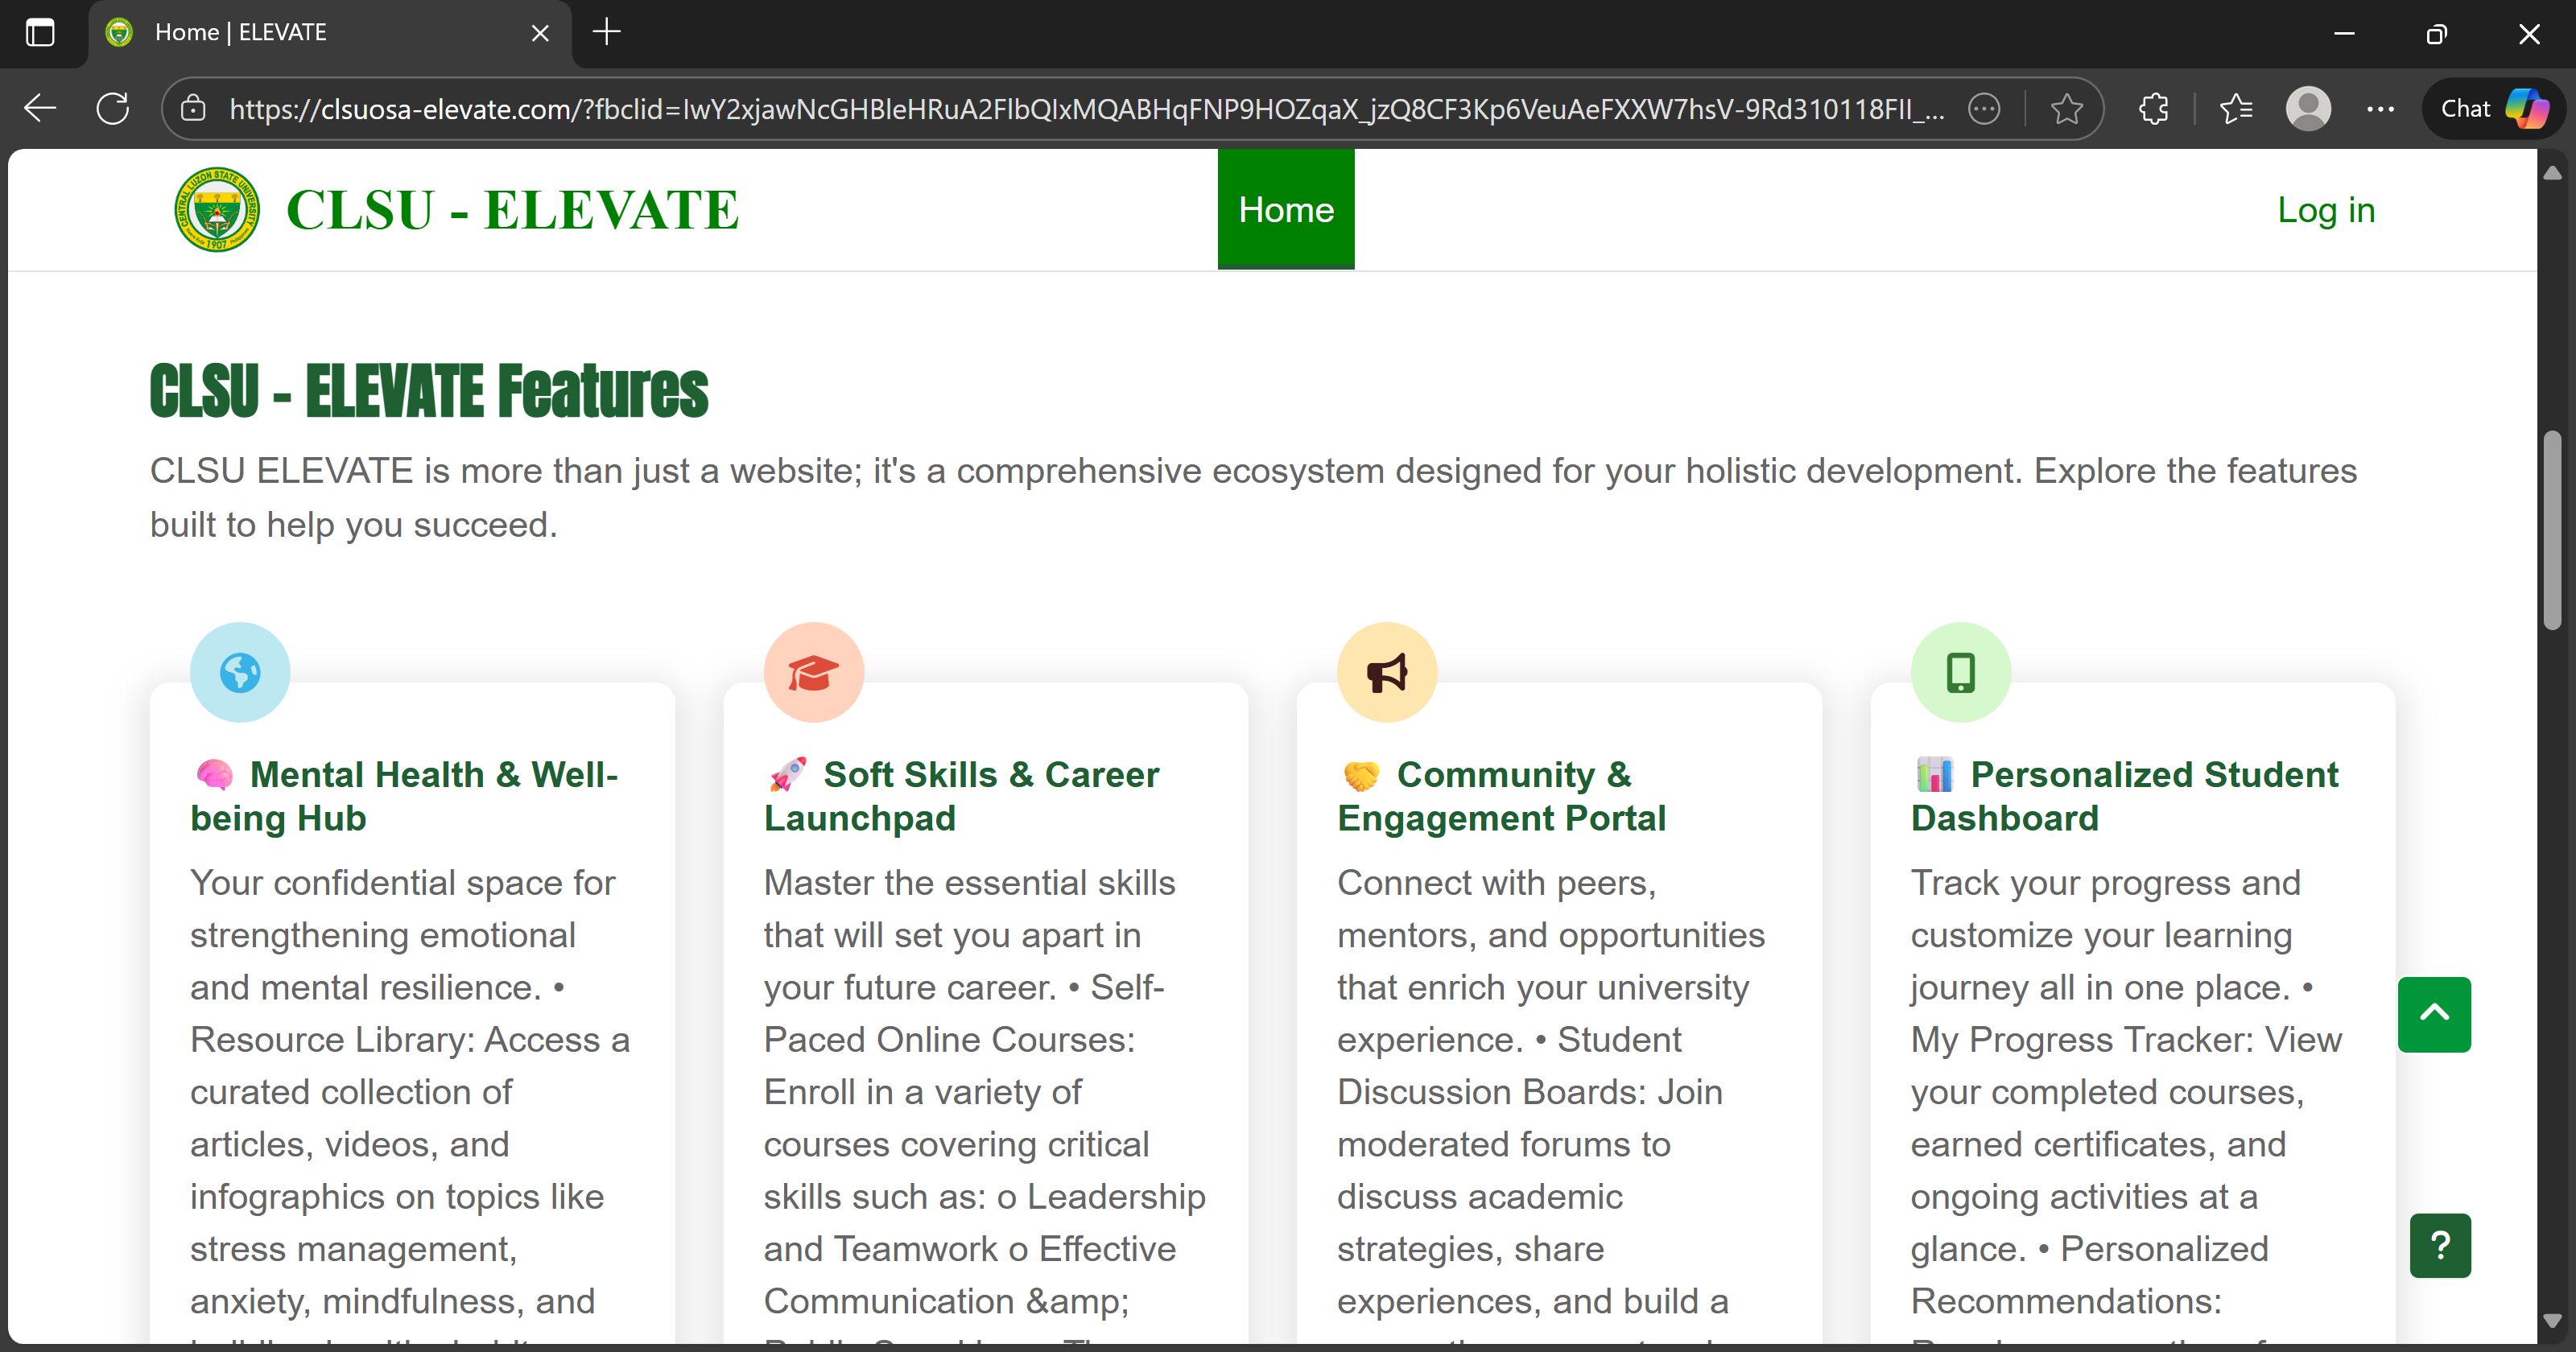 Home | ELEVATE
https://clsuosa-elevate.com/?fbclid=IwY2xjawNcGHBleHRuA2FlbQIxMQABHqFNP9HOZqaX_jzQ8CF3Kp6VeuAeFXXW7hsV-9Rd310118FII_...
Chat
CLSU - ELEVATE
Home
Log in
CLSU - ELEVATE Features
CLSU ELEVATE is more than just a website; it's a comprehensive ecosystem designed for your holistic development. Explore the features
built to help you succeed.
Mental Health & Well-
being Hub
Your confidential space for
strengthening emotional
and mental resilience. •
Resource Library: Access a
curated collection of
articles, videos, and
infographics on topics like
stress management,
anxiety, mindfulness, and
Soft Skills & Career
Launchpad
Master the essential skills
that will set you apart in
your future career. • Self-
Paced Online Courses:
Enroll in a variety of
courses covering critical
skills such as: o Leadership
and Teamwork o Effective
Communication &amp;
Community &
Engagement Portal
Connect with peers,
mentors, and opportunities
that enrich your university
experience. • Student
Discussion Boards: Join
moderated forums to
discuss academic
strategies, share
experiences, and build a
Personalized Student
Dashboard
Track your progress and
customize your learning
journey all in one place. •
My Progress Tracker: View
your completed courses,
earned certificates, and
ongoing activities at a
glance. • Personalized
Recommendations:
?